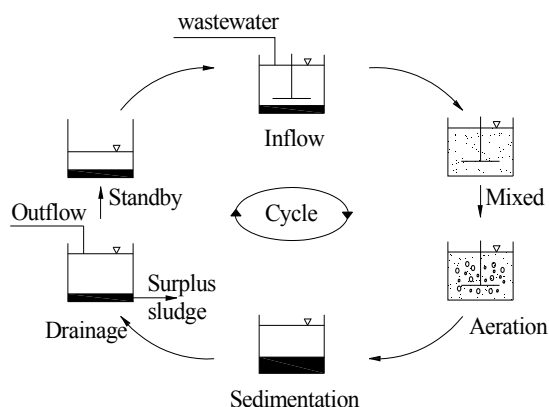 wastewater
Inflow
Standby
Mixed
Outflow
Cycle
Surplus
sludge
Drainage
Aeration
Sedimentation